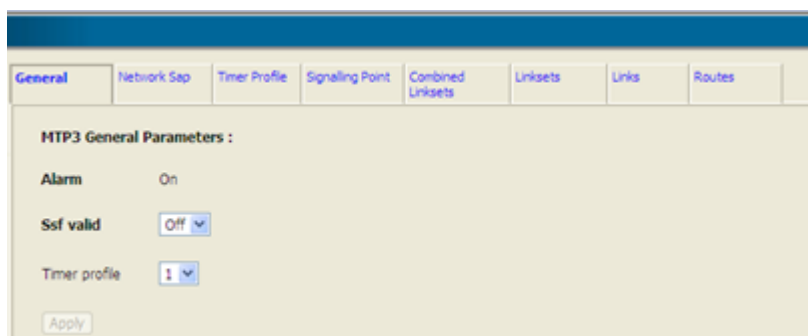 General
Network Sap
Timer Profile
Signalling Point
Combined
Linksets
Linksets
Links
Routes
MTP3 General Parameters :
Alarm On
Ssf valid Off
Timer profile 1
Apply